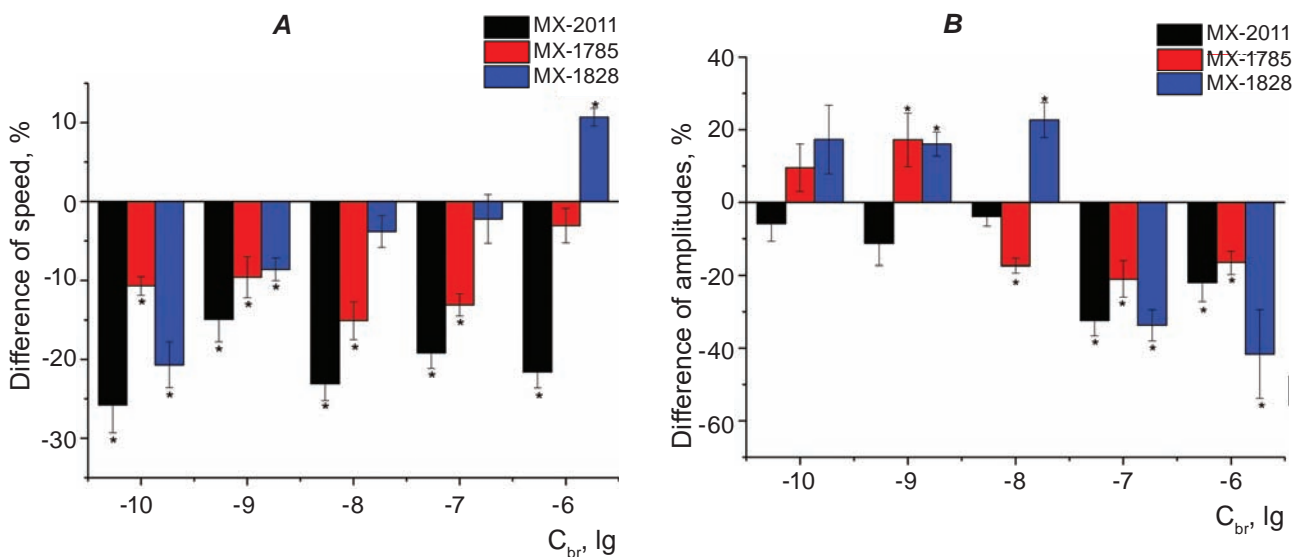 A
MX-2011
MX-1785
MX-1828
Difference of speed, %
10
0
-10
-20
-30
* * * * * * * * * * *
-10 -9 -8 -7 -6
C_br, lg
B
MX-2011
MX-1785
MX-1828
Difference of amplitudes, %
40
20
0
-20
-40
-60
* * * * * * * * *
-10 -9 -8 -7 -6
C_br, lg